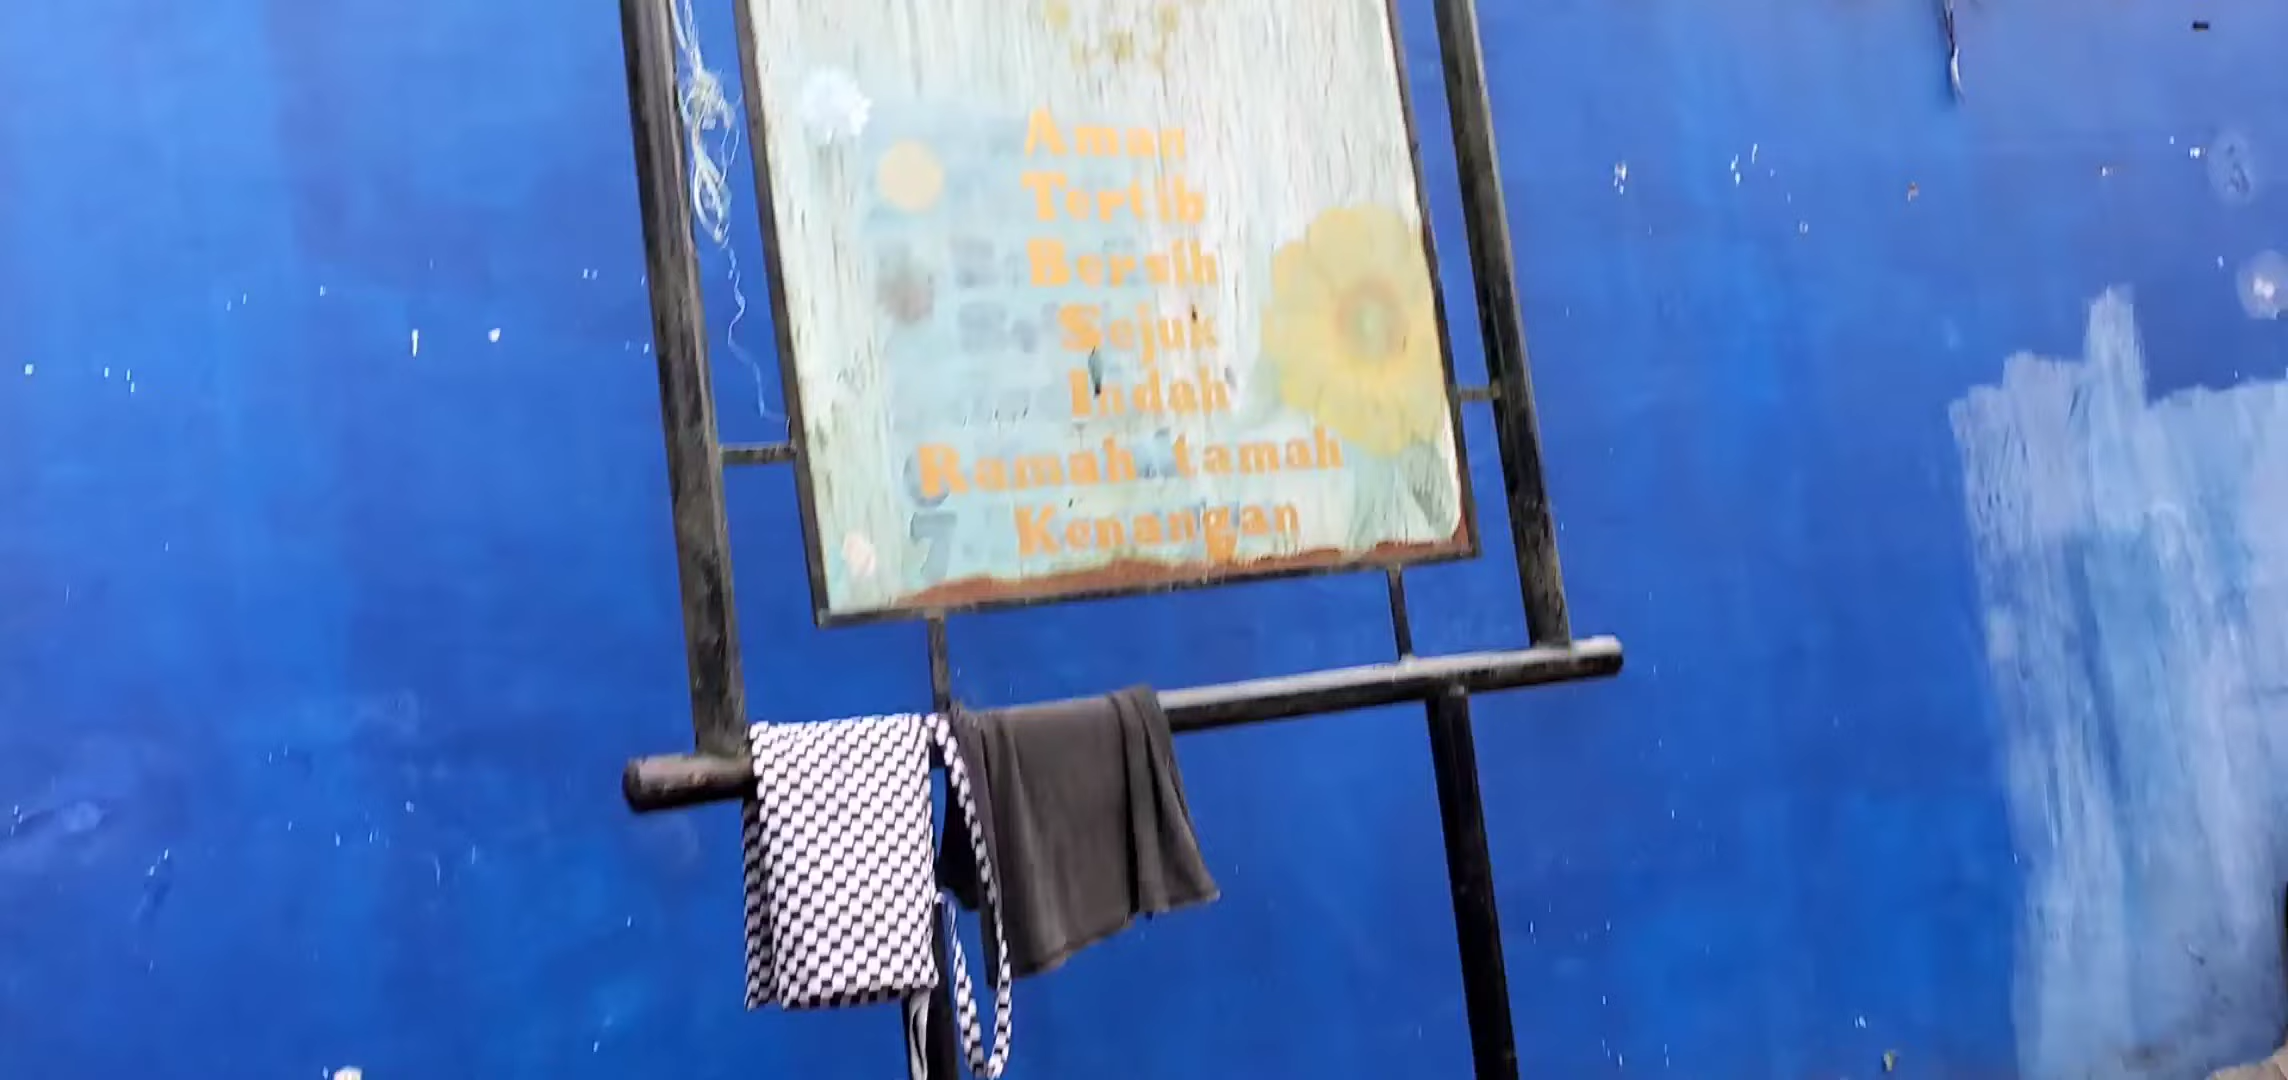 Aman
Tertib
Bersih
Sejuk
Indah
Ramah tamah
Kenangan